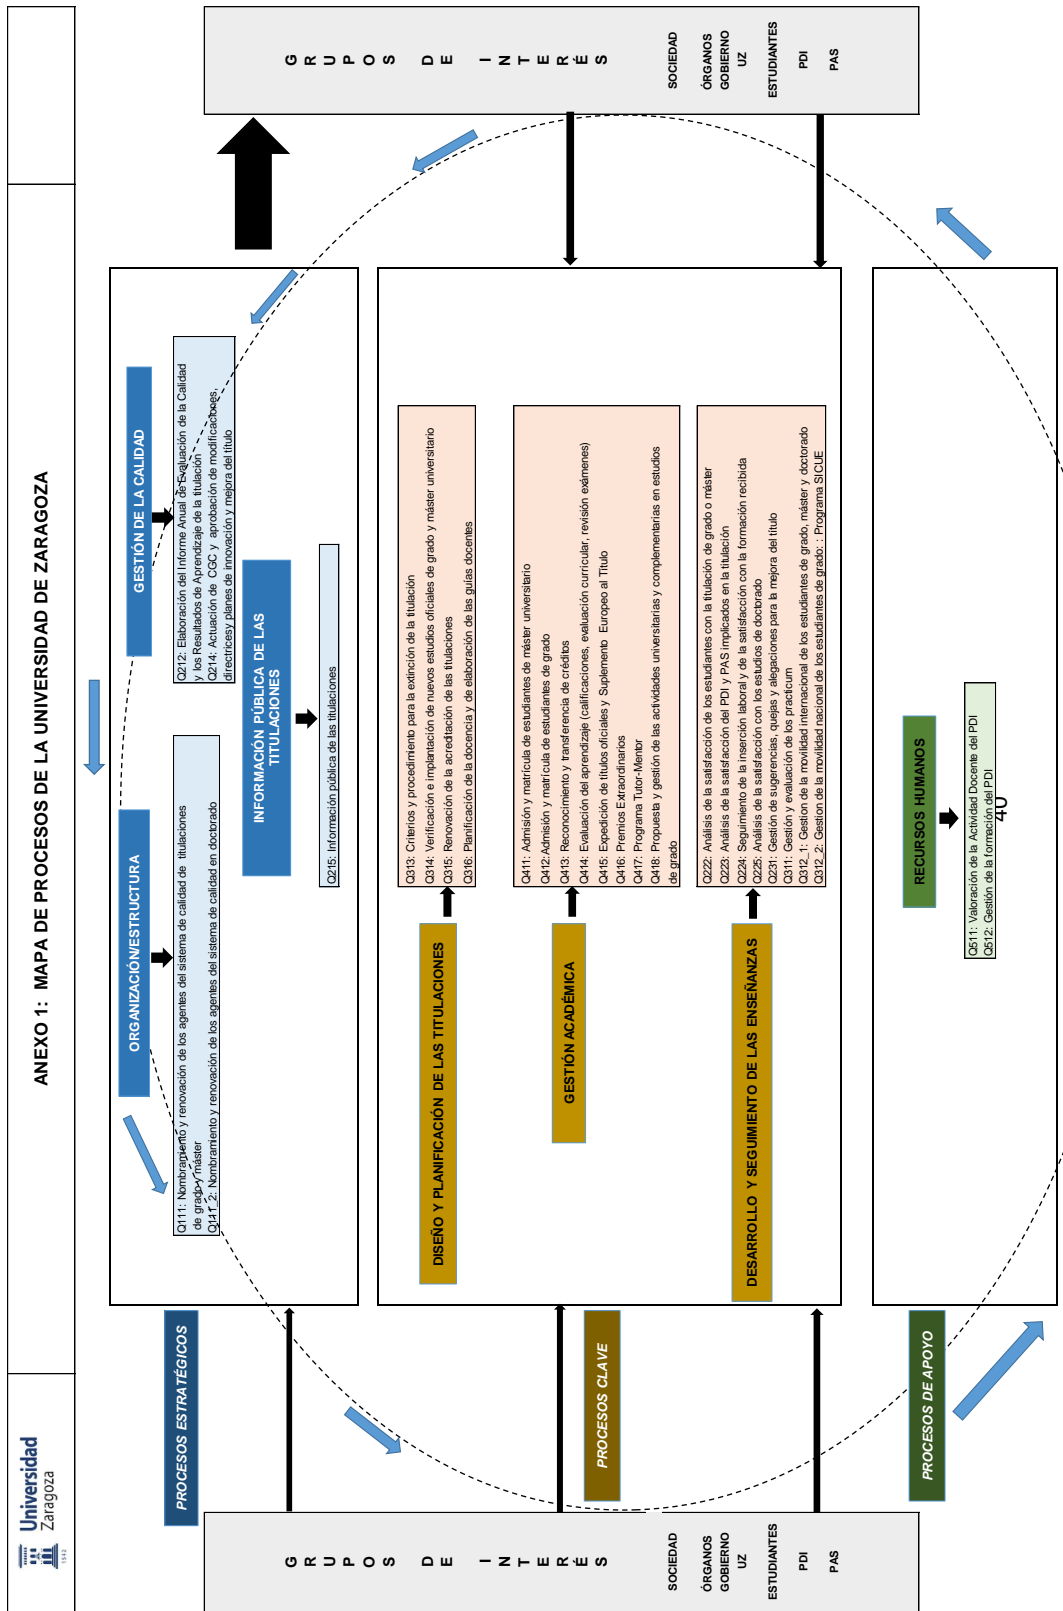 Universidad
Zaragoza
1542
ANEXO 1: MAPA DE PROCESOS DE LA UNIVERSIDAD DE ZARAGOZA
GRUPOS DE INTERÉS
SOCIEDAD
ÓRGANOS
GOBIERNO
UZ
ESTUDIANTES
PDI
PAS
PROCESOS ESTRATÉGICOS
ORGANIZACIÓN/ESTRUCTURA
Q111: Nombramiento y renovación de los agentes del sistema de calidad de titulaciones
de grado y máster
Q111_2: Nombramiento y renovación de los agentes del sistema de calidad en doctorado
GESTIÓN DE LA CALIDAD
Q212: Elaboración del Informe Anual de Evaluación de la Calidad
y los Resultados de Aprendizaje de la titulación
Q214: Actuación de CGC y aprobación de modificaciones,
directricesy planes de innovación y mejora del título
INFORMACIÓN PÚBLICA DE LAS
TITULACIONES
Q215: Información pública de las titulaciones
PROCESOS CLAVE
DISEÑO Y PLANIFICACIÓN DE LAS TITULACIONES
Q313: Criterios y procedimiento para la extinción de la titulación
Q314: Verificación e implantación de nuevos estudios oficiales de grado y máster universitario
Q315: Renovación de la acreditación de las titulaciones
Q316: Planificación de la docencia y de elaboración de las guías docentes
GESTIÓN ACADÉMICA
Q411: Admisión y matrícula de estudiantes de máster universitario
Q412: Admisión y matrícula de estudiantes de grado
Q413: Reconocimiento y transferencia de créditos
Q414: Evaluación del aprendizaje (calificaciones, evaluación curricular, revisión exámenes)
Q415: Expedición de títulos oficiales y Suplemento Europeo al Título
Q416: Premios Extraordinarios
Q417: Programa Tutor-Mentor
Q418: Propuesta y gestión de las actividades universitarias y complementarias en estudios
de grado
DESARROLLO Y SEGUIMIENTO DE LAS ENSEÑANZAS
Q222: Análisis de la satisfacción de los estudiantes con la titulación de grado o máster
Q223: Análisis de la satisfacción del PDI y PAS implicados en la titulación
Q224: Seguimiento de la inserción laboral y de la satisfacción con la formación recibida
Q225: Análisis de la satisfacción con los estudios de doctorado
Q231: Gestión de sugerencias, quejas y alegaciones para la mejora del título
Q311: Gestión y evaluación de los practicum
Q312_1: Gestion de la movilidad internacional de los estudiantes de grado, máster y doctorado
Q312_2: Gestion de la movilidad nacional de los estudiantes de grado: : Programa SICUE
PROCESOS DE APOYO
RECURSOS HUMANOS
Q511: Valoración de la Actividad Docente del PDI
Q512: Gestión de la formación del PDI
40
GRUPOS DE INTERÉS
SOCIEDAD
ÓRGANOS
GOBIERNO
UZ
ESTUDIANTES
PDI
PAS